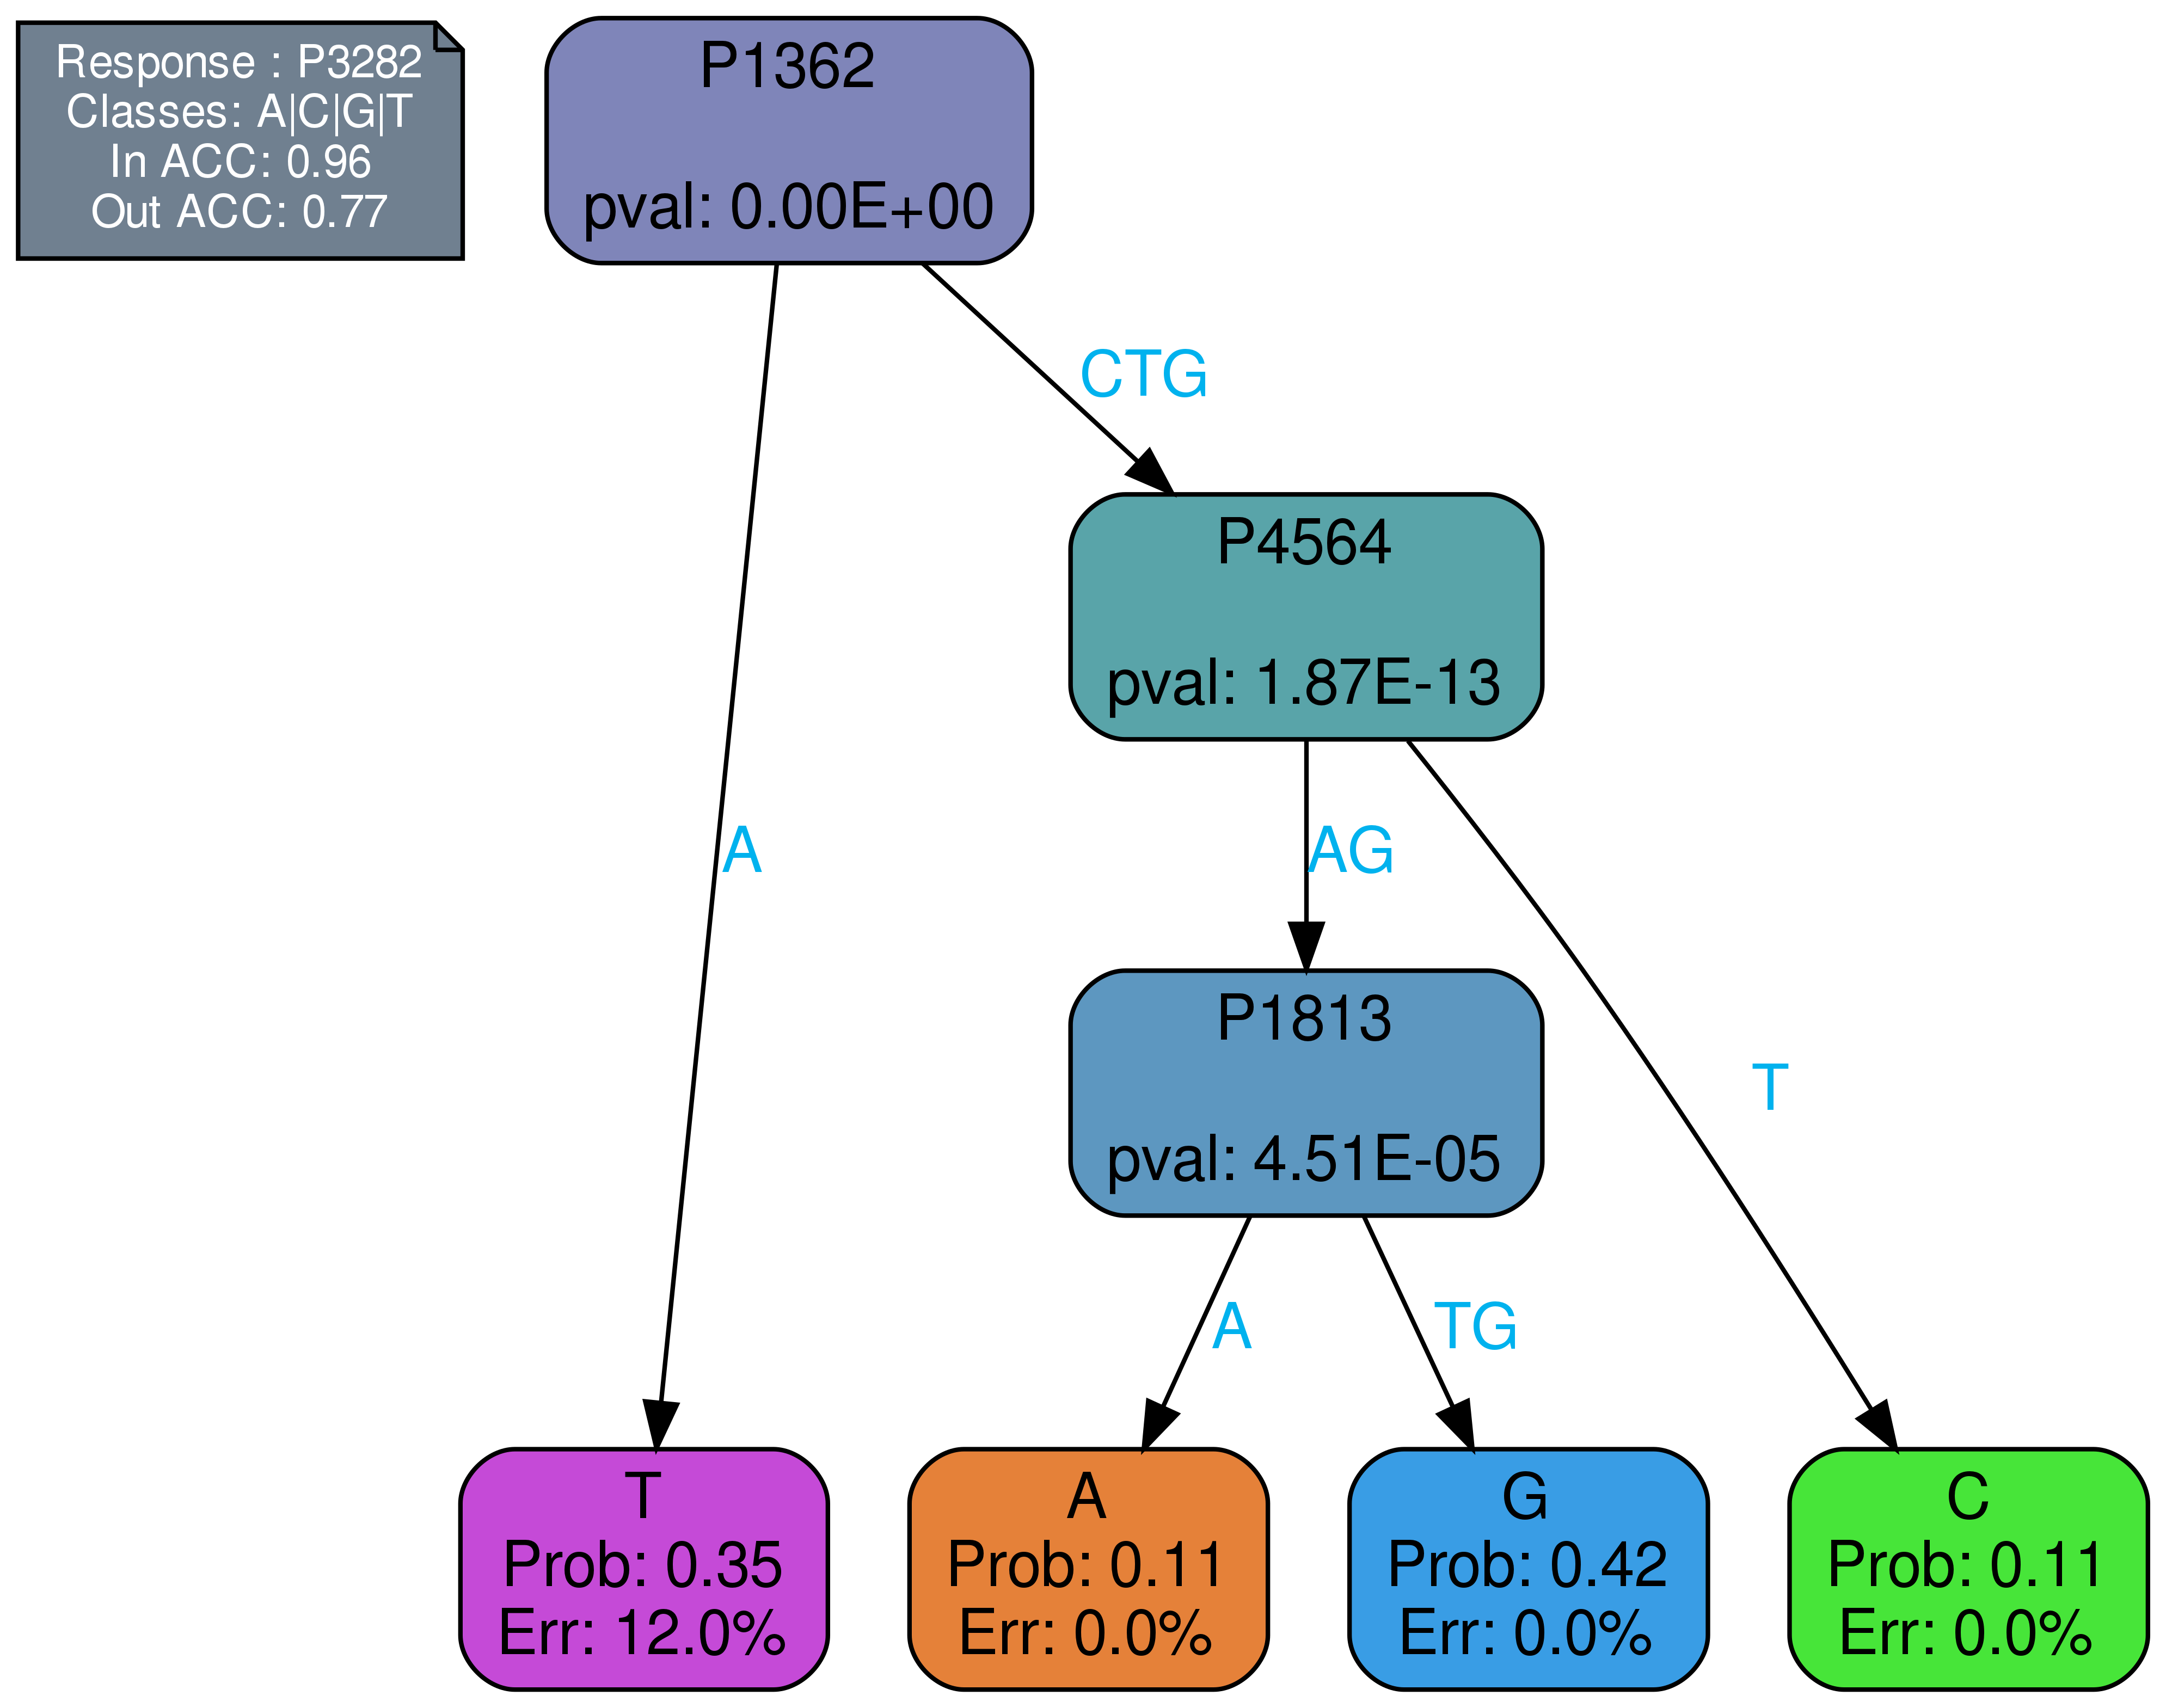 Response : P3282
Classes: A|C|G|T
In ACC: 0.96
Out ACC: 0.77
P1362
pval: 0.00E+00
CTG
P4564
pval: 1.87E-13
A
AG
P1813
pval: 4.51E-05
T
A
TG
T
Prob: 0.35
Err: 12.0%
A
Prob: 0.11
Err: 0.0%
G
Prob: 0.42
Err: 0.0%
C
Prob: 0.11
Err: 0.0%